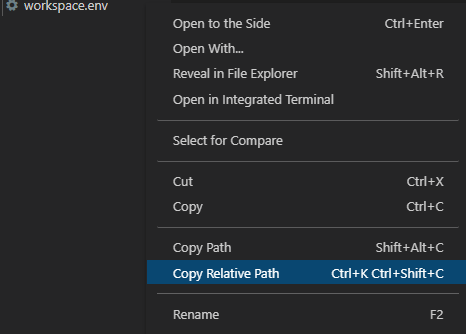 workspace.env
Open to the Side Ctrl+Enter
Open With...
Reveal in File Explorer Shift+Alt+R
Open in Integrated Terminal
Select for Compare
Cut Ctrl+X
Copy Ctrl+C
Copy Path Shift+Alt+C
Copy Relative Path Ctrl+K Ctrl+Shift+C
Rename F2